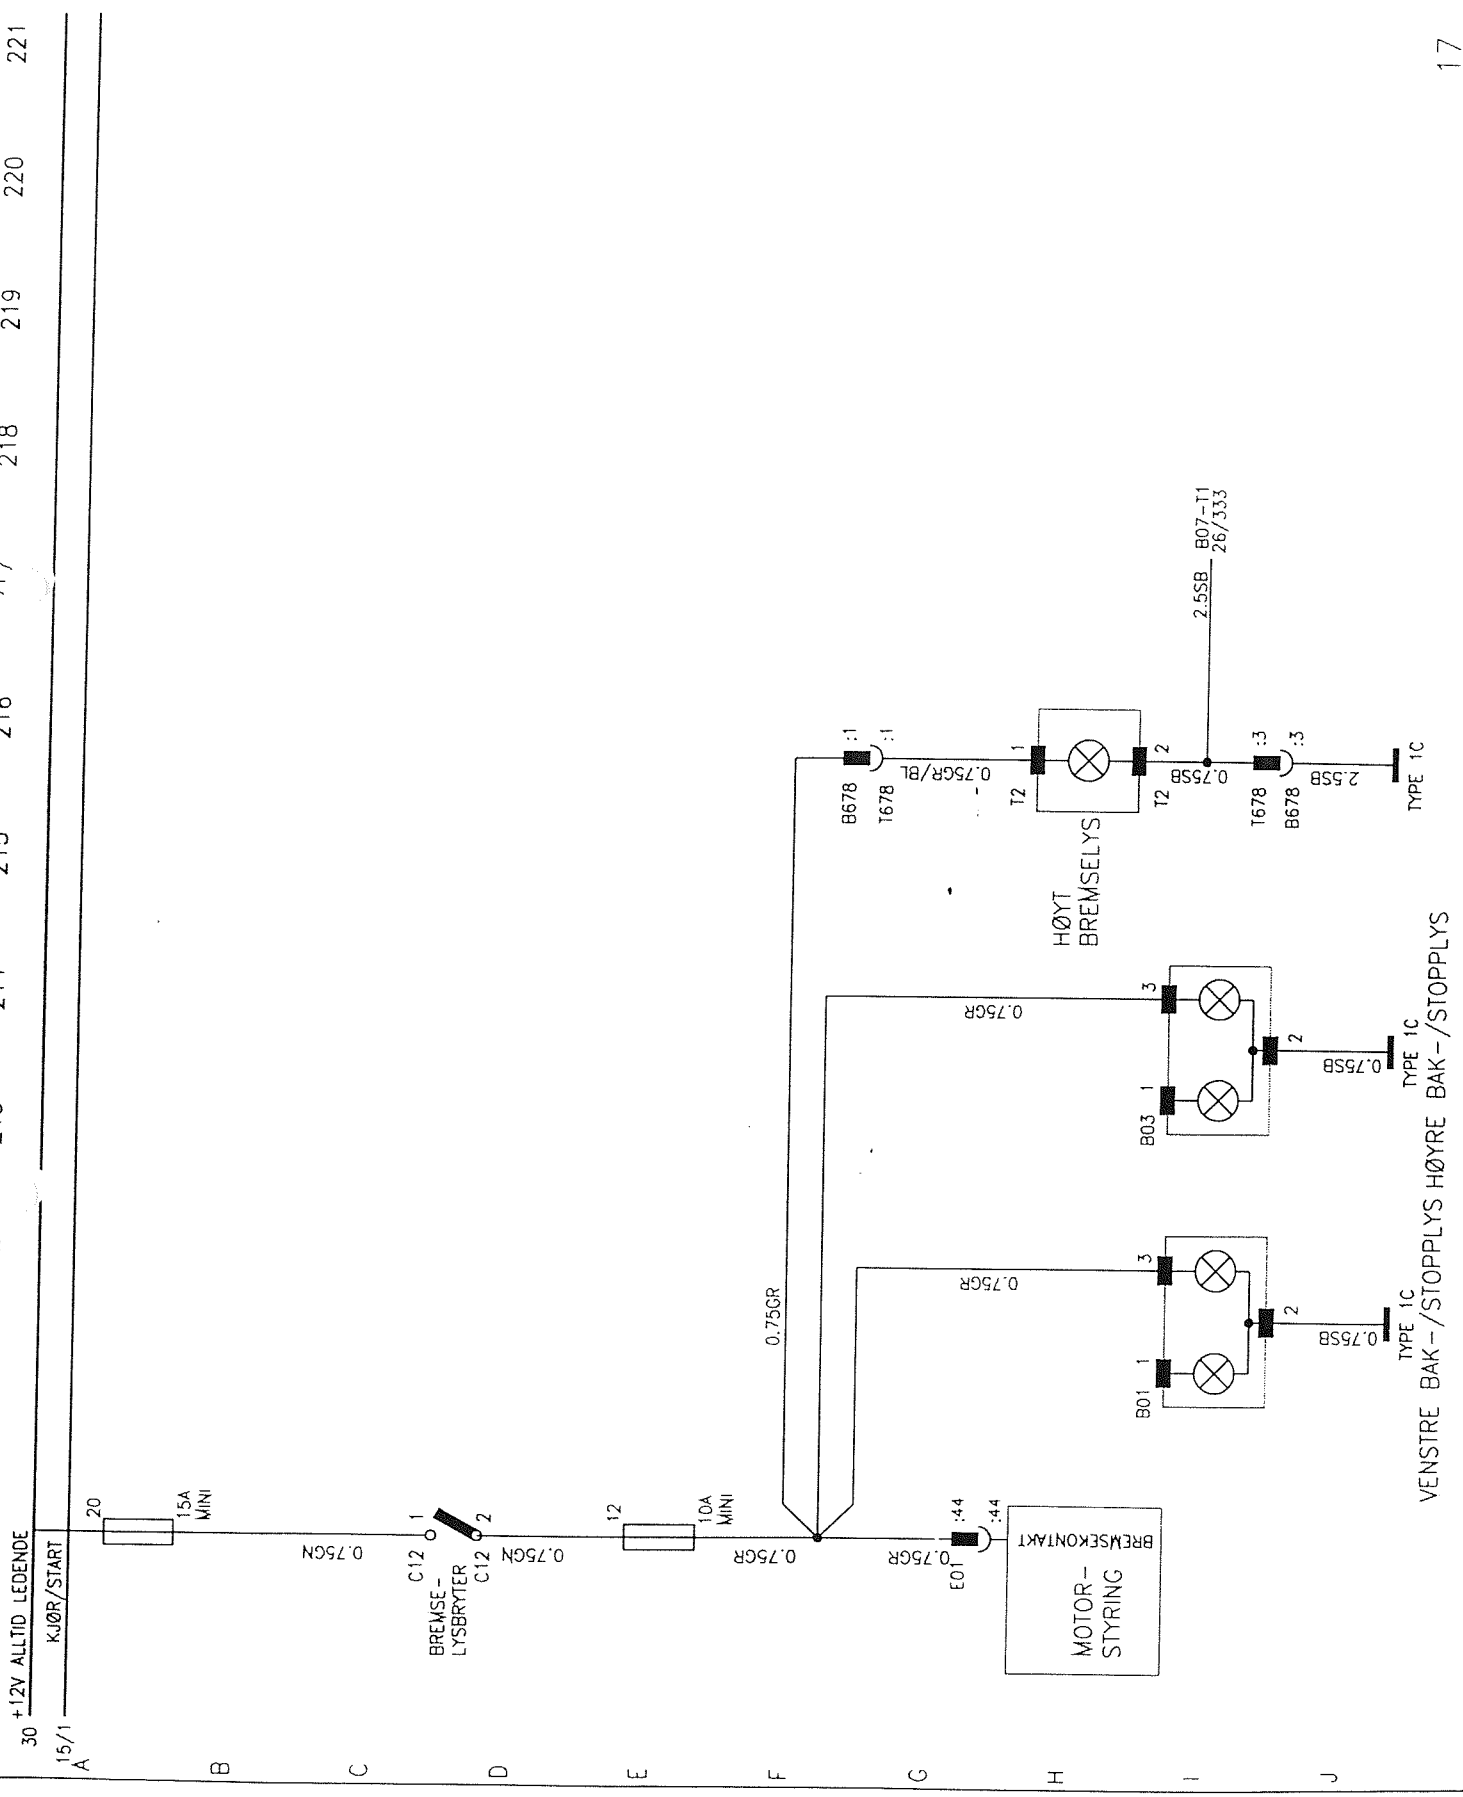 30 +12V ALLTID LEDENDE
15/1 KJØR/START
216
218
219
220
221
A
B
C
D
E
F
G
H
I
J
20
15A
MINI
0.75GN
C12 1
BREMSE-
LYSBRYTER
C12 2
0.75GN
12
10A
MINI
0.75GR
0.75GR
E01 :44
:44
BREMSEKONTAKT
MOTOR-
STYRING
0.75GR
0.75GR
B01 1
3
2
0.75SB
TYPE 1C
VENSTRE BAK-/STOPPLYS
0.75GR
B03 1
3
2
0.75SB
TYPE 1C
HØYRE BAK-/STOPPLYS
B678 :1
T678 :1
0.75GR/BL
T2 1
HØYT
BREMSELYS
T2 2
0.75SB
2.5SB
B07-T1
26/333
T678 :3
B678 :3
2.5SB
TYPE 1C
17